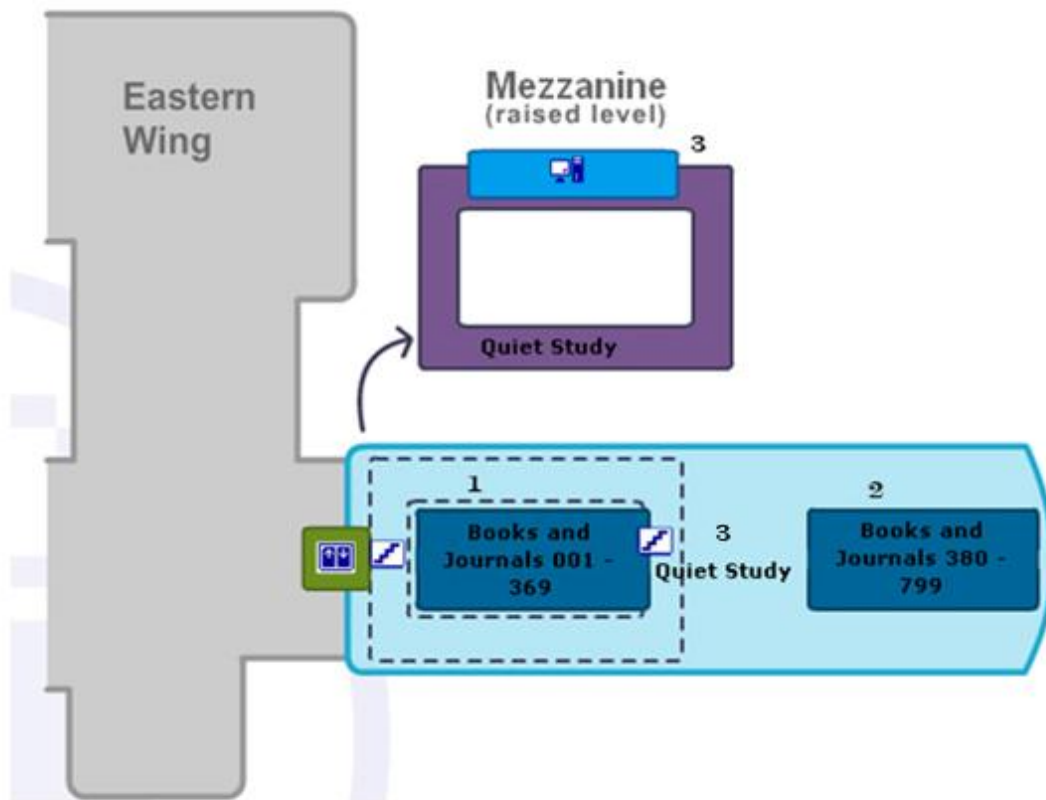 Eastern
Wing
Mezzanine
(raised level)
3
Quiet Study
1
Books and
Journals 001 -
369
3
Quiet Study
2
Books and
Journals 380 -
799